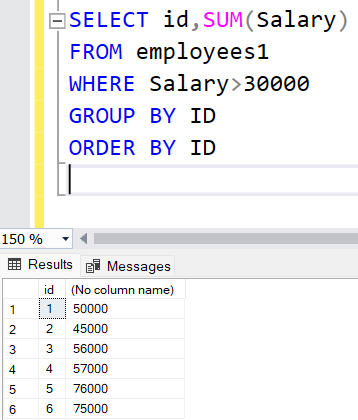 SELECT id,SUM(Salary)
FROM employees1
WHERE Salary>30000
GROUP BY ID
ORDER BY ID
150 %
Results Messages
id (No column name)
1 1 50000
2 2 45000
3 3 56000
4 4 57000
5 5 76000
6 6 75000